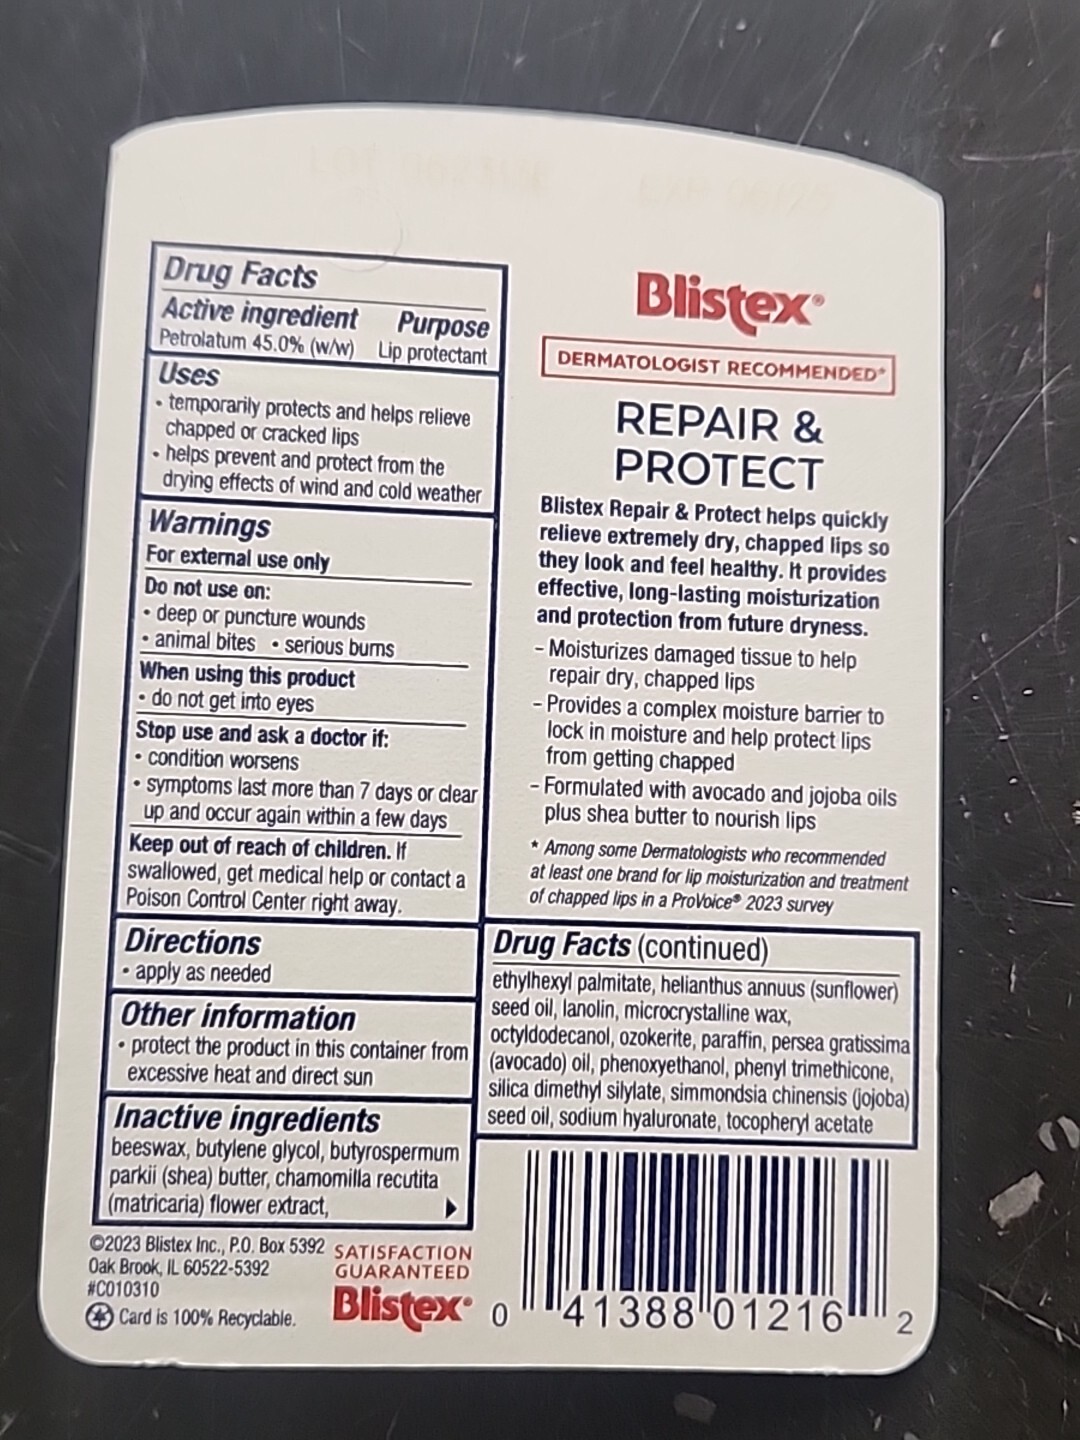 LOT
EXP
Drug Facts
Active ingredient Purpose
Petrolatum 45.0% (w/w) Lip protectant
Uses
• temporarily protects and helps relieve
chapped or cracked lips
• helps prevent and protect from the
drying effects of wind and cold weather
Warnings
For external use only
Do not use on:
• deep or puncture wounds
• animal bites • serious burns
When using this product
• do not get into eyes
Stop use and ask a doctor if:
• condition worsens
• symptoms last more than 7 days or clear
up and occur again within a few days
Keep out of reach of children. If
swallowed, get medical help or contact a
Poison Control Center right away.
Directions
• apply as needed
Other information
• protect the product in this container from
excessive heat and direct sun
Inactive ingredients
beeswax, butylene glycol, butyrospermum
parkii (shea) butter, chamomilla recutita
(matricaria) flower extract,
Blistex®
DERMATOLOGIST RECOMMENDED*
REPAIR &
PROTECT
Blistex Repair & Protect helps quickly
relieve extremely dry, chapped lips so
they look and feel healthy. It provides
effective, long-lasting moisturization
and protection from future dryness.
– Moisturizes damaged tissue to help
repair dry, chapped lips
– Provides a complex moisture barrier to
lock in moisture and help protect lips
from getting chapped
– Formulated with avocado and jojoba oils
plus shea butter to nourish lips
* Among some Dermatologists who recommended
at least one brand for lip moisturization and treatment
of chapped lips in a ProVoice® 2023 survey
Drug Facts (continued)
ethylhexyl palmitate, helianthus annuus (sunflower)
seed oil, lanolin, microcrystalline wax,
octyldodecanol, ozokerite, paraffin, persea gratissima
(avocado) oil, phenoxyethanol, phenyl trimethicone,
silica dimethyl silylate, simmondsia chinensis (jojoba)
seed oil, sodium hyaluronate, tocopheryl acetate
©2023 Blistex Inc., P.O. Box 5392
Oak Brook, IL 60522-5392
#C010310
Card is 100% Recyclable.
SATISFACTION
GUARANTEED
Blistex®
0 41388 01216 2